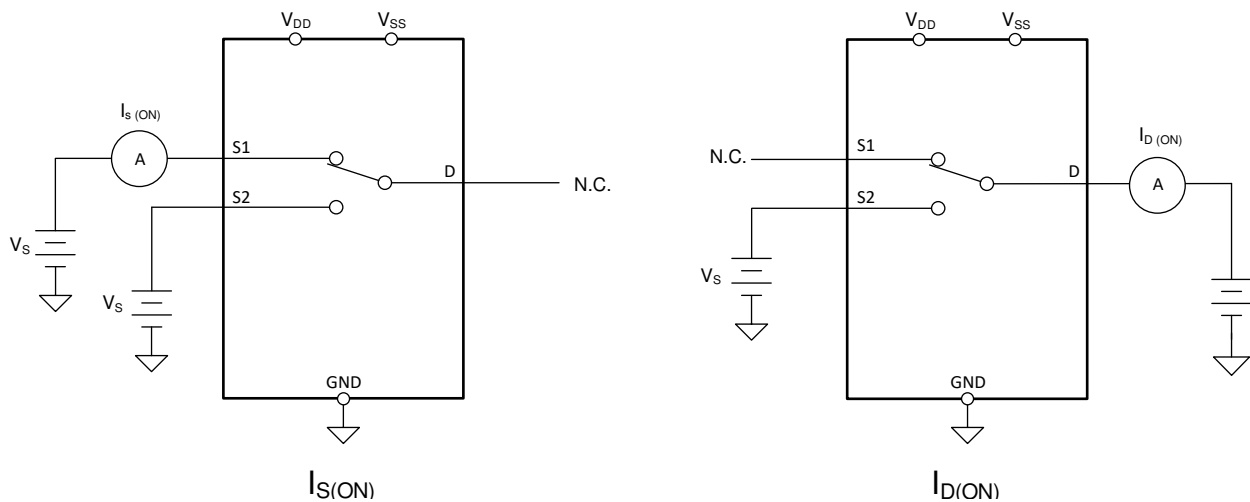 VDD VSS
IS (ON)
A
S1
D
N.C.
S2
VS
VS
GND
IS(ON)
VDD VSS
ID (ON)
N.C.
S1
D
A
S2
VS
GND
ID(ON)